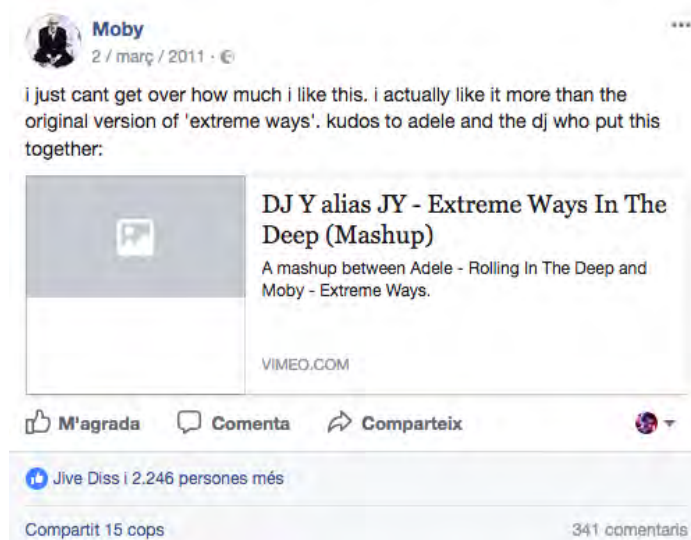 Moby
2 / març / 2011 ·
i just cant get over how much i like this. i actually like it more than the
original version of 'extreme ways'. kudos to adele and the dj who put this
together:
DJ Y alias JY - Extreme Ways In The
Deep (Mashup)
A mashup between Adele - Rolling In The Deep and
Moby - Extreme Ways.
VIMEO.COM
M'agrada Comenta Comparteix
Jive Diss i 2.246 persones més
Compartit 15 cops 341 comentaris